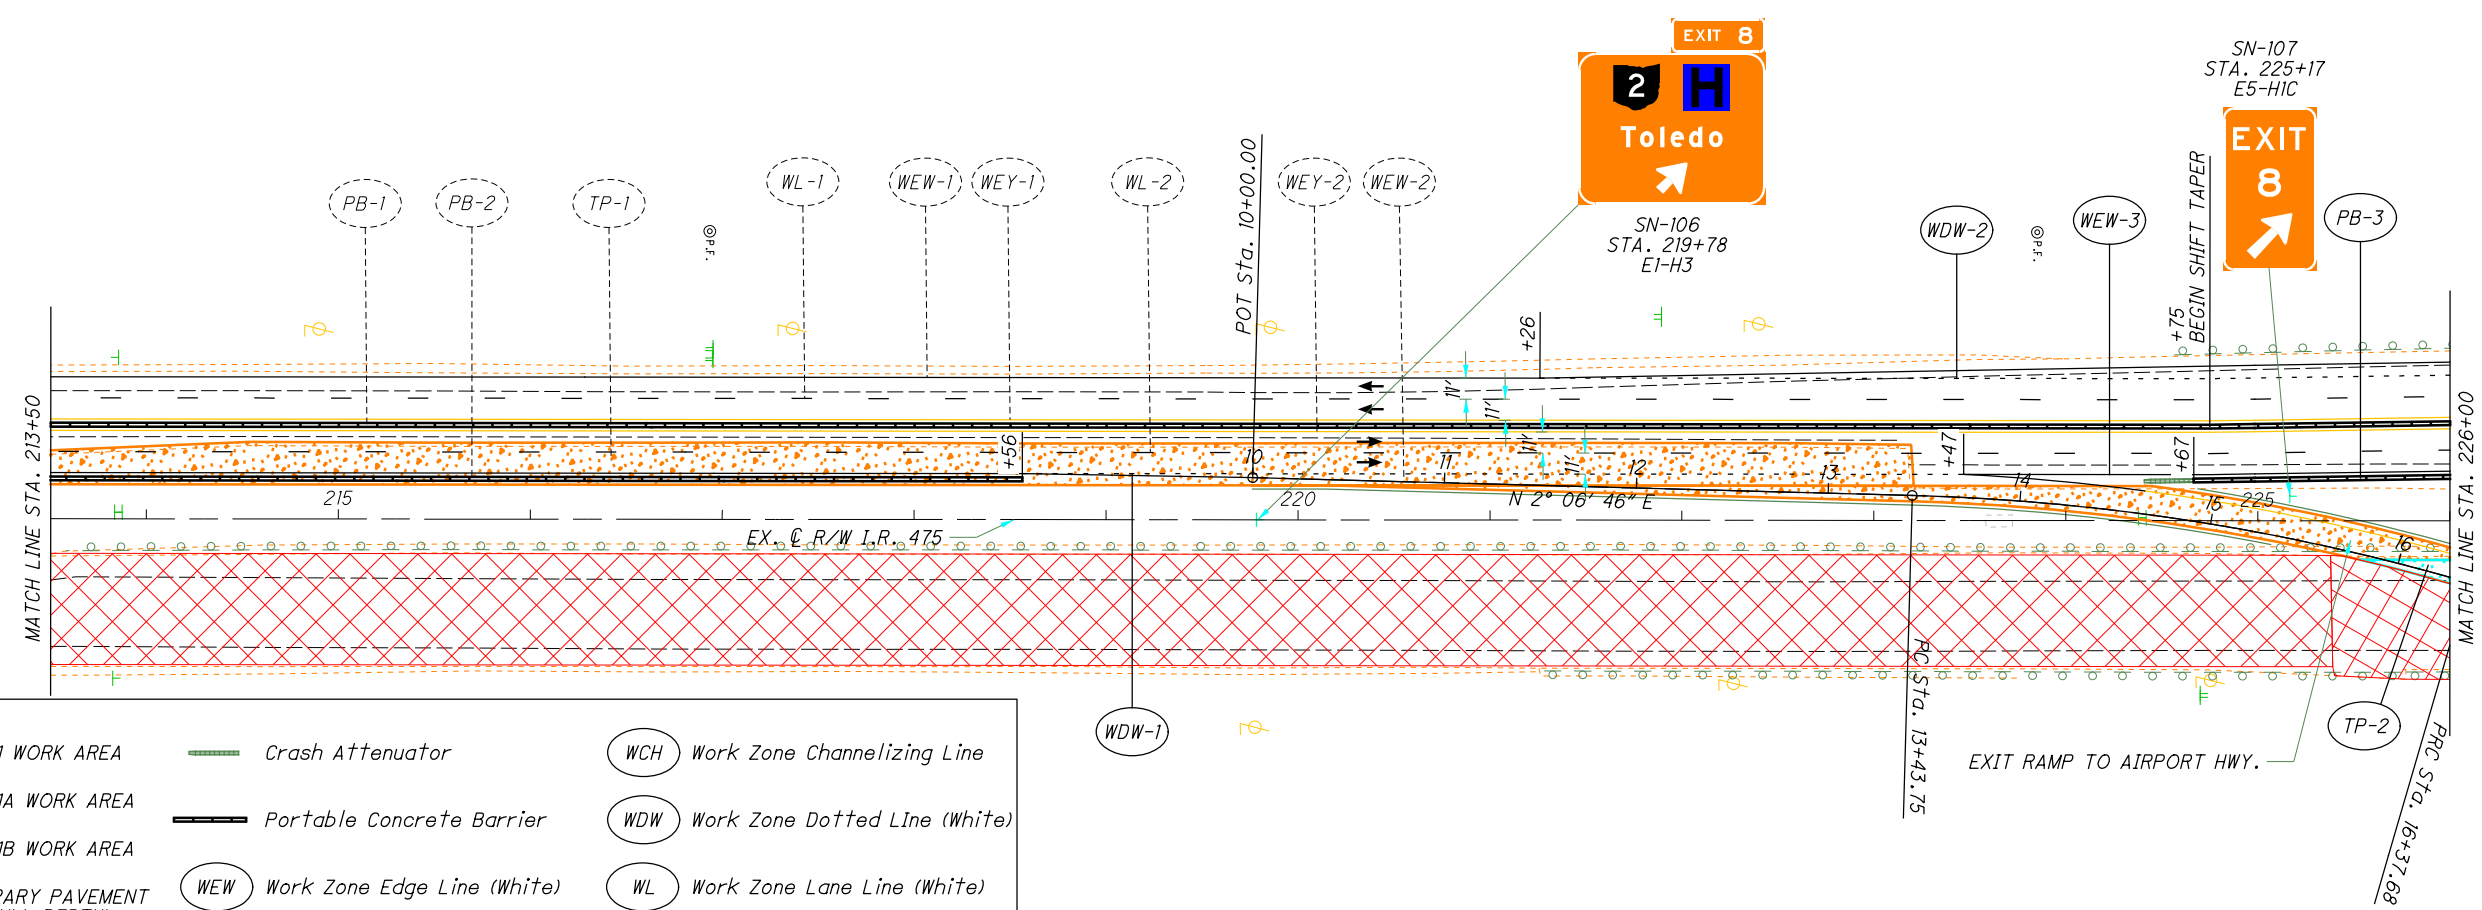 EXIT 8
2 H
Toledo
SN-106
STA. 219+78
E1-H3
SN-107
STA. 225+17
E5-H1C
EXIT
8
PB-1
PB-2
TP-1
P.F.
WL-1
WEW-1
WEY-1
WL-2
POT Sta. 10+00.00
WEY-2
WEW-2
+26
WDW-2
P.F.
WEW-3
+75
BEGIN SHIFT TAPER
PB-3
MATCH LINE STA. 213+50
MATCH LINE STA. 226+00
11'
11'
11'
11'
+56
+47
+67
10
11
12
13
14
15
16
215
220
225
N 2° 06' 46" E
EX. ℄ R/W I.R. 475
WDW-1
PC Sta. 13+43.75
EXIT RAMP TO AIRPORT HWY.
TP-2
PRC Sta. 16+37.68
WORK AREA
1A WORK AREA
1B WORK AREA
RARY PAVEMENT
Crash Attenuator
Portable Concrete Barrier
WEW Work Zone Edge Line (White)
WCH Work Zone Channelizing Line
WDW Work Zone Dotted LIne (White)
WL Work Zone Lane Line (White)